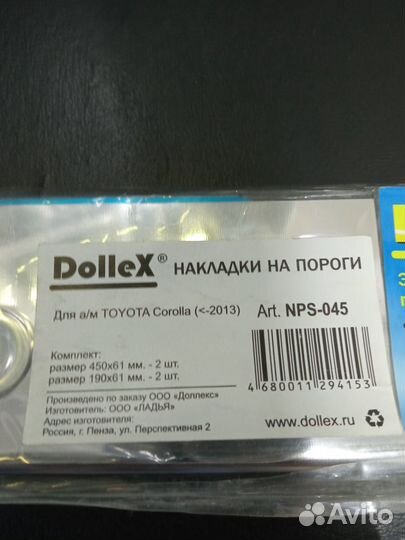 DolleX® НАКЛАДКИ НА ПОРОГИ
Для а/м TOYOTA Corolla (<-2013) Art. NPS-045
Комплект:
размер 450x61 мм. - 2 шт.
размер 190x61 мм. - 2 шт.
4 680011 294153
Произведено по заказу ООО «Доллекс»
Изготовитель: ООО «ЛАДЬЯ»
Адрес изготовителя:
Россия, г. Пенза, ул. Перспективная 2
www.dollex.ru
Avito